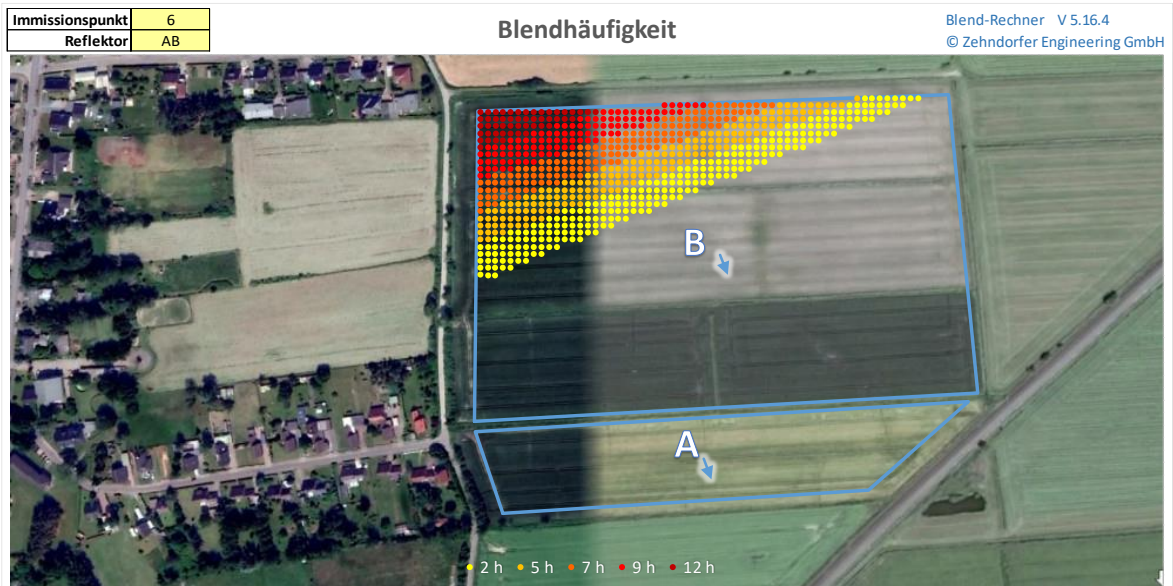 Immissionspunkt 6
Reflektor AB
Blendhäufigkeit
Blend-Rechner V 5.16.4
© Zehndorfer Engineering GmbH
B
A
2 h 5 h 7 h 9 h 12 h